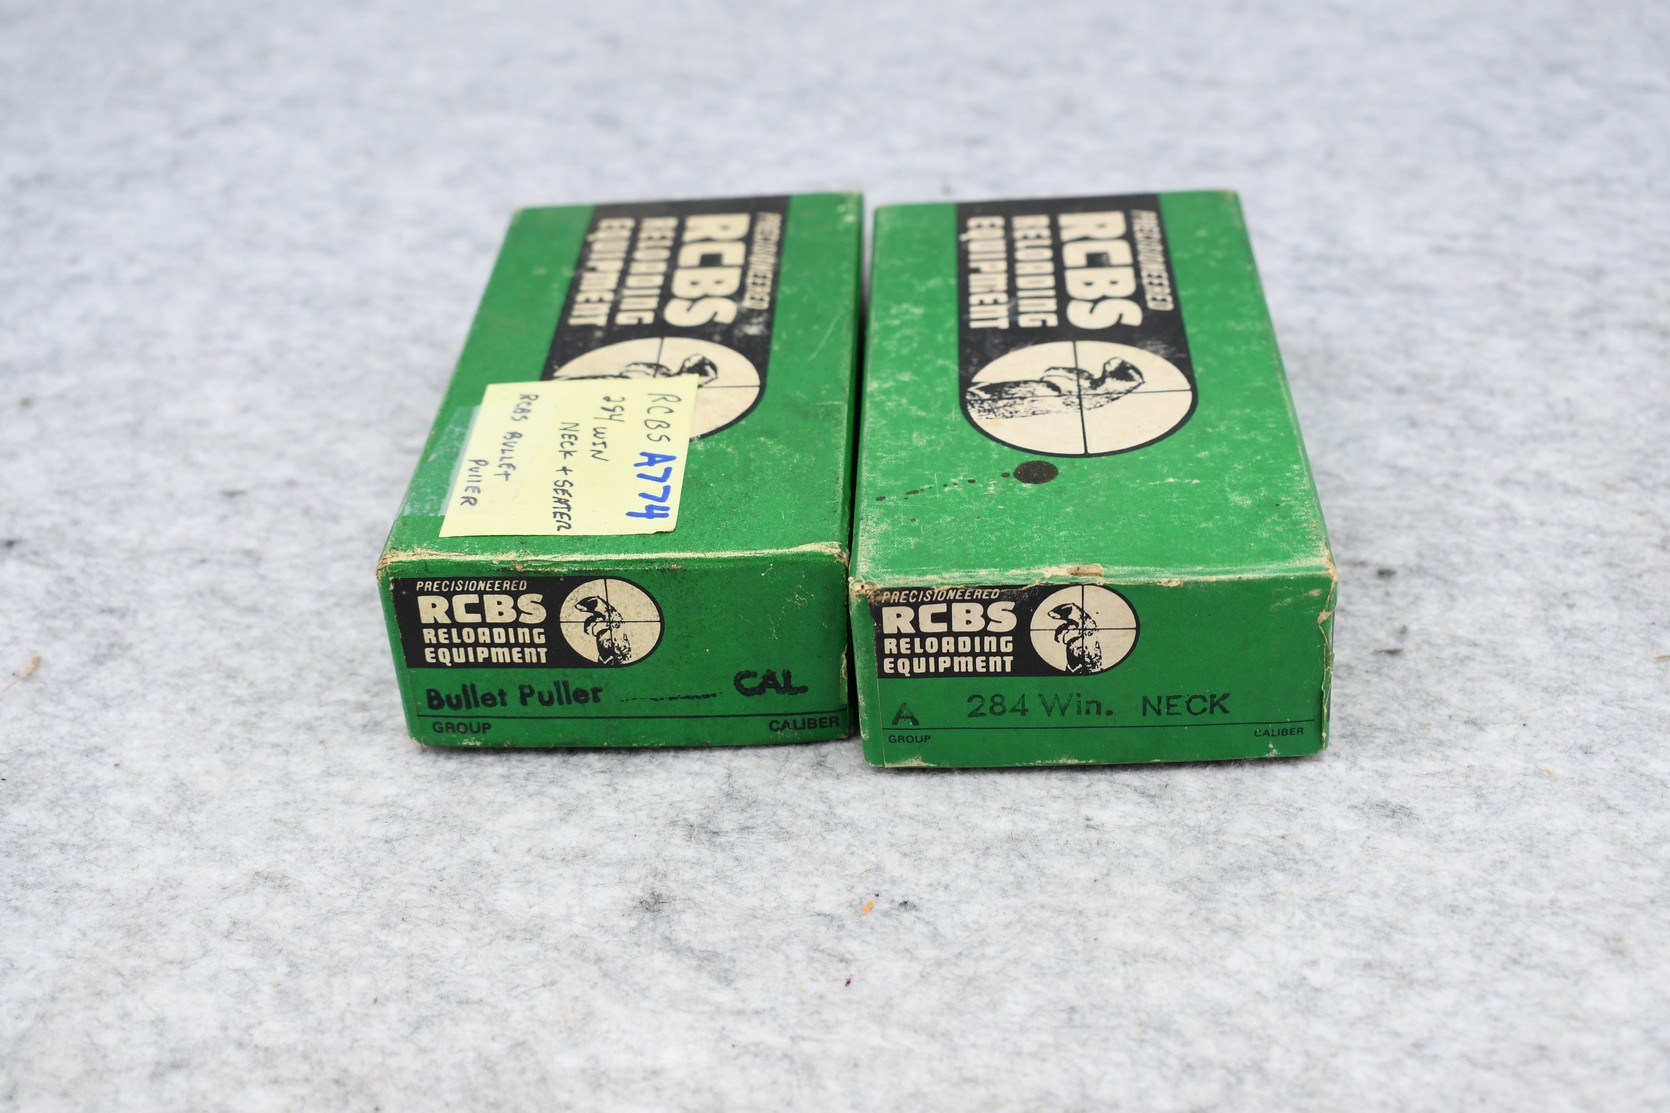 PRECISIONEERED
RCBS
RELOADING
EQUIPMENT
RCBS A774
284 WIN
NECK + SEATER
RCBS BULLET
PULLER
PRECISIONEERED
RCBS
RELOADING
EQUIPMENT
Bullet Puller CAL.
GROUP CALIBER
PRECISIONEERED
RCBS
RELOADING
EQUIPMENT
PRECISIONEERED
RCBS
RELOADING
EQUIPMENT
A 284 Win. NECK
GROUP CALIBER